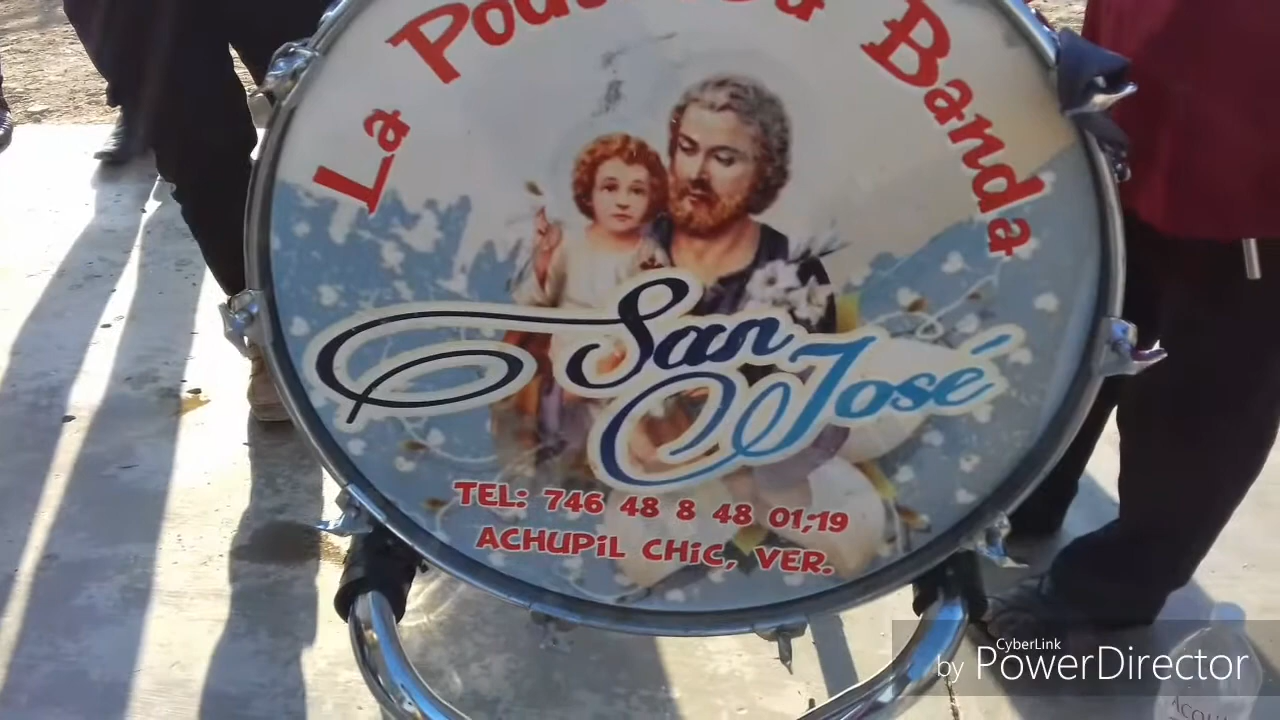 La Banda
San
José
TEL: 746 48 8 48 01;19
ACHUPiL CHiC, VER.
CyberLink
by PowerDirector